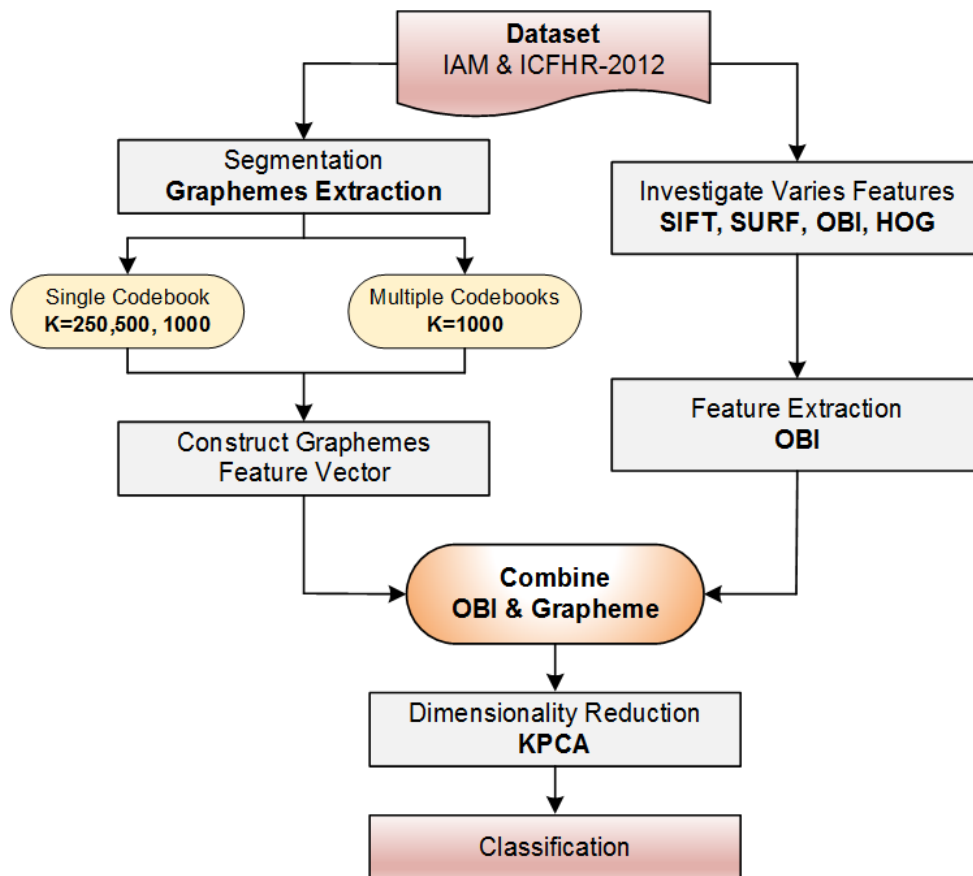 Dataset
IAM & ICFHR-2012
Segmentation
Graphemes Extraction
Investigate Varies Features
SIFT, SURF, OBI, HOG
Single Codebook
K=250,500, 1000
Multiple Codebooks
K=1000
Construct Graphemes
Feature Vector
Feature Extraction
OBI
Combine
OBI & Grapheme
Dimensionality Reduction
KPCA
Classification